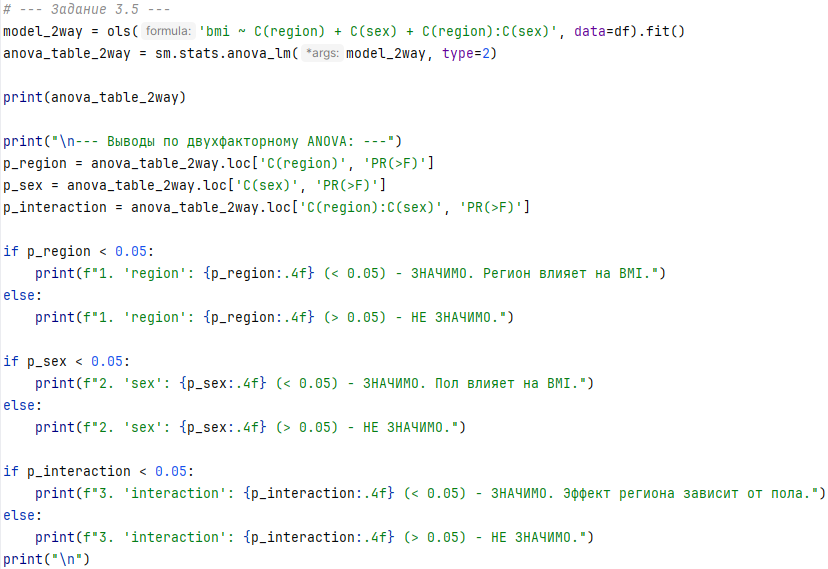 # --- Задание 3.5 ---
model_2way = ols( formula: 'bmi ~ C(region) + C(sex) + C(region):C(sex)', data=df).fit()
anova_table_2way = sm.stats.anova_lm( *args: model_2way, type=2)

print(anova_table_2way)

print("\n--- Выводы по двухфакторному ANOVA: ---")
p_region = anova_table_2way.loc['C(region)', 'PR(>F)']
p_sex = anova_table_2way.loc['C(sex)', 'PR(>F)']
p_interaction = anova_table_2way.loc['C(region):C(sex)', 'PR(>F)']

if p_region < 0.05:
    print(f"1. 'region': {p_region:.4f} (< 0.05) - ЗНАЧИМО. Регион влияет на BMI.")
else:
    print(f"1. 'region': {p_region:.4f} (> 0.05) - НЕ ЗНАЧИМО.")

if p_sex < 0.05:
    print(f"2. 'sex': {p_sex:.4f} (< 0.05) - ЗНАЧИМО. Пол влияет на BMI.")
else:
    print(f"2. 'sex': {p_sex:.4f} (> 0.05) - НЕ ЗНАЧИМО.")

if p_interaction < 0.05:
    print(f"3. 'interaction': {p_interaction:.4f} (< 0.05) - ЗНАЧИМО. Эффект региона зависит от пола.")
else:
    print(f"3. 'interaction': {p_interaction:.4f} (> 0.05) - НЕ ЗНАЧИМО.")
print("\n")